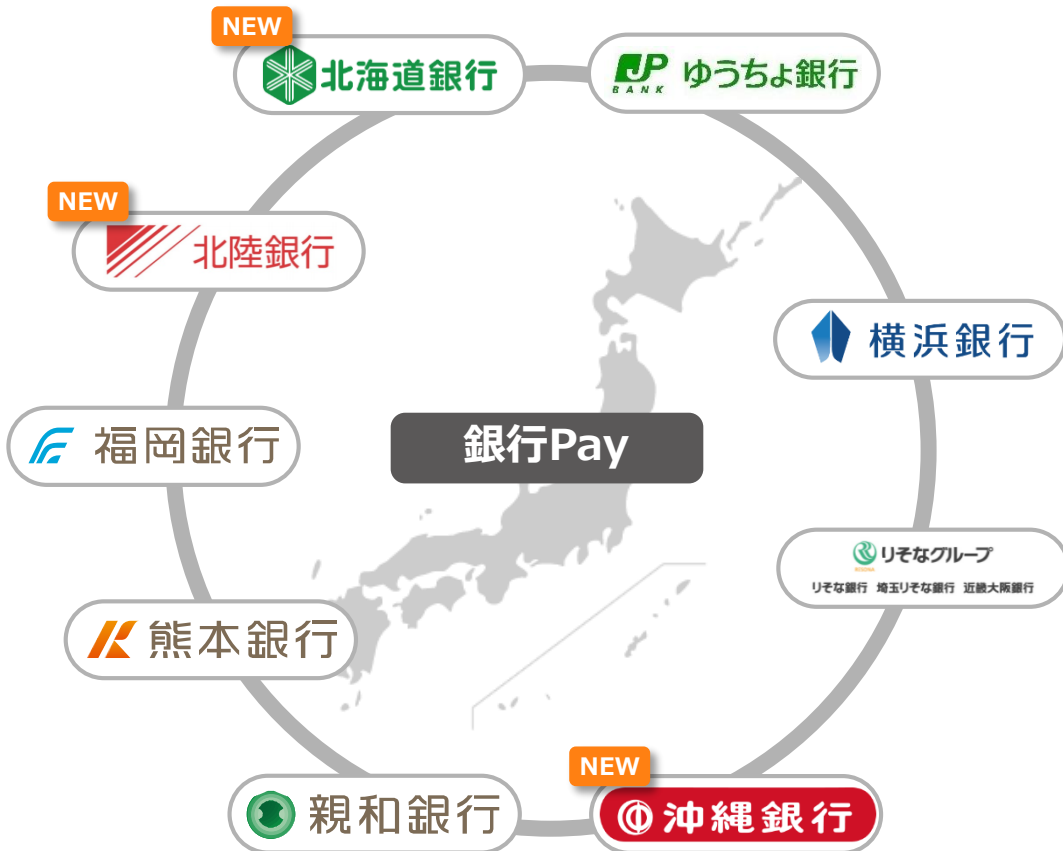 NEW
北海道銀行
JP
BANK
ゆうちょ銀行
NEW
北陸銀行
横浜銀行
福岡銀行
銀行Pay
りそなグループ
RESONA
りそな銀行 埼玉りそな銀行 近畿大阪銀行
熊本銀行
NEW
親和銀行
沖縄銀行